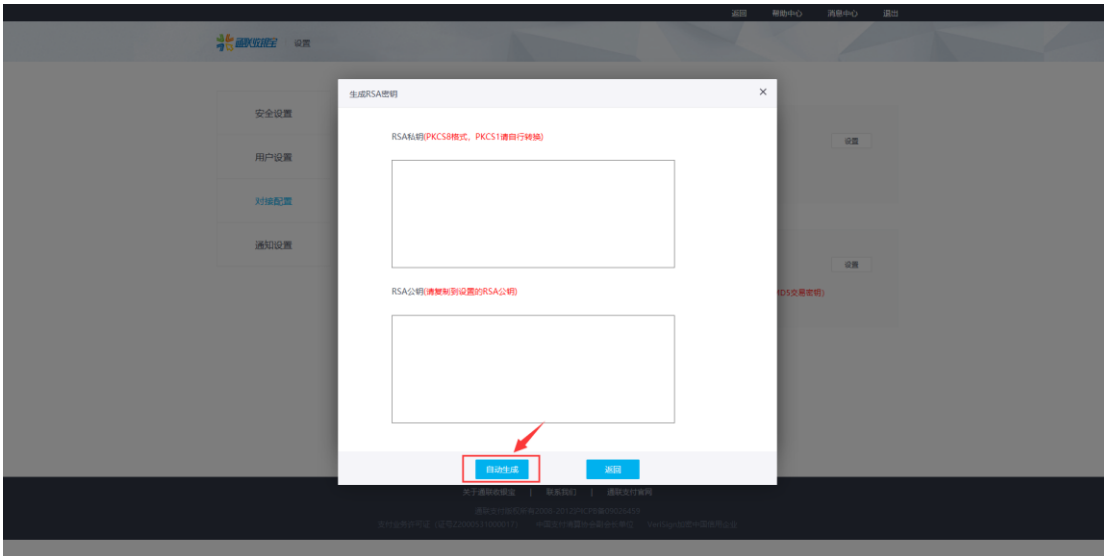 返回 帮助中心 消息中心 退出
通联收银宝 设置
生成RSA密钥 ×
安全设置
RSA私钥(PKCS8格式，PKCS1请自行转换)
设置
用户设置
对接配置
通知设置
设置
RSA公钥(请复制到设置的RSA公钥)
MD5交易密钥)
自动生成 返回
关于通联收银宝 | 联系我们 | 通联支付官网